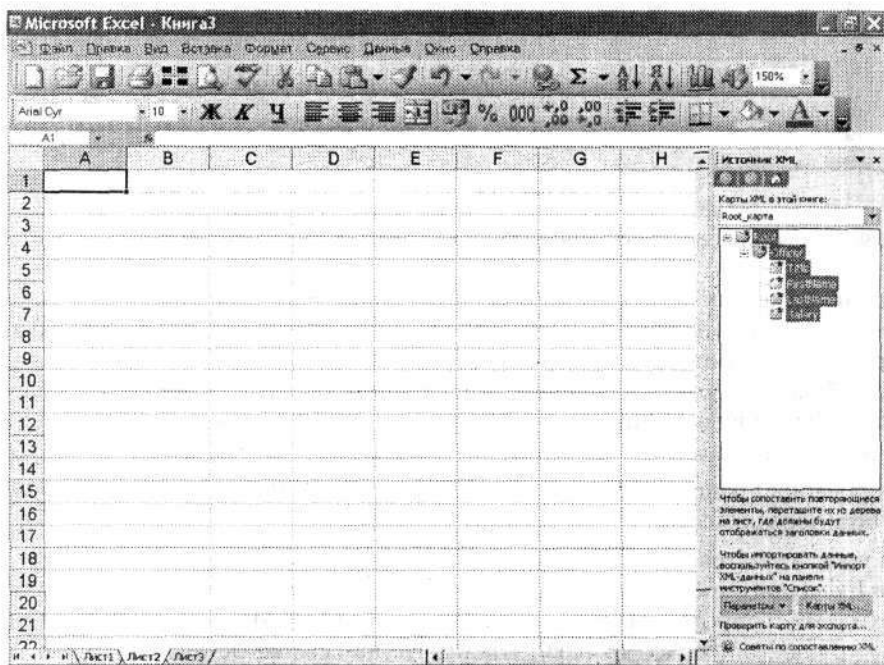 Microsoft Excel - Книга3
Файл Правка Вид Вставка Формат Сервис Данные Окно Справка
150%
Arial Cyr 10 Ж К Ч % 000
A1 fx
A B C D E F G H
Источник XML
1
Карты XML в этой книге:
2
Root_карта
3
4
Officer
5
Title
FirstName
6
LastName
7
Salary
8
9
10
11
12
13
14
15
16
17
18
19
20
21
22
Чтобы сопоставить повторяющиеся
элементы, перетащите их из дерева
на лист, где должны будут
отображаться заголовки данных.
Чтобы импортировать данные,
воспользуйтесь кнопкой "Импорт
XML-данных" на панели
инструментов "Список".
Параметры Карты XML...
Проверить карту для экспорта...
Советы по сопоставлению XML
Лист1 Лист2 Лист3